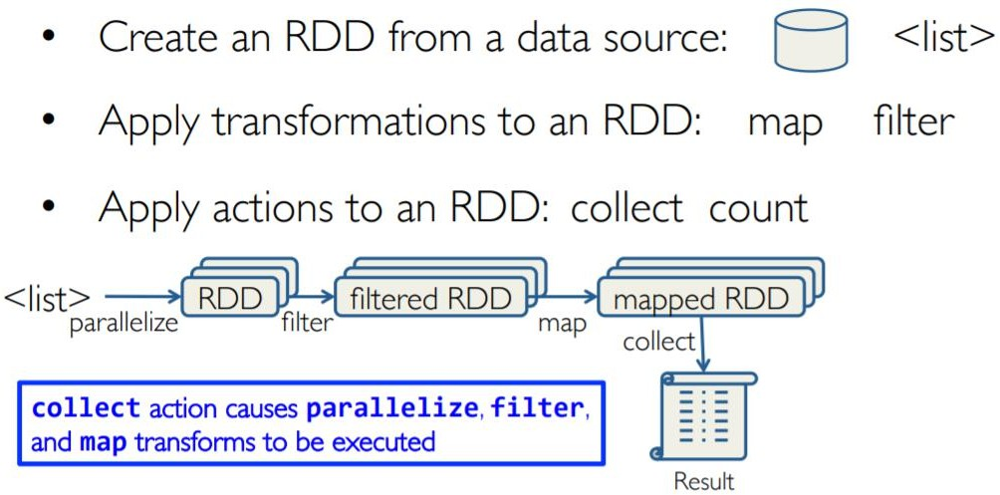 • Create an RDD from a data source: <list>
• Apply transformations to an RDD: map filter
• Apply actions to an RDD: collect count
<list> RDD filtered RDD mapped RDD
parallelize filter map
collect
collect action causes parallelize, filter,
and map transforms to be executed
Result